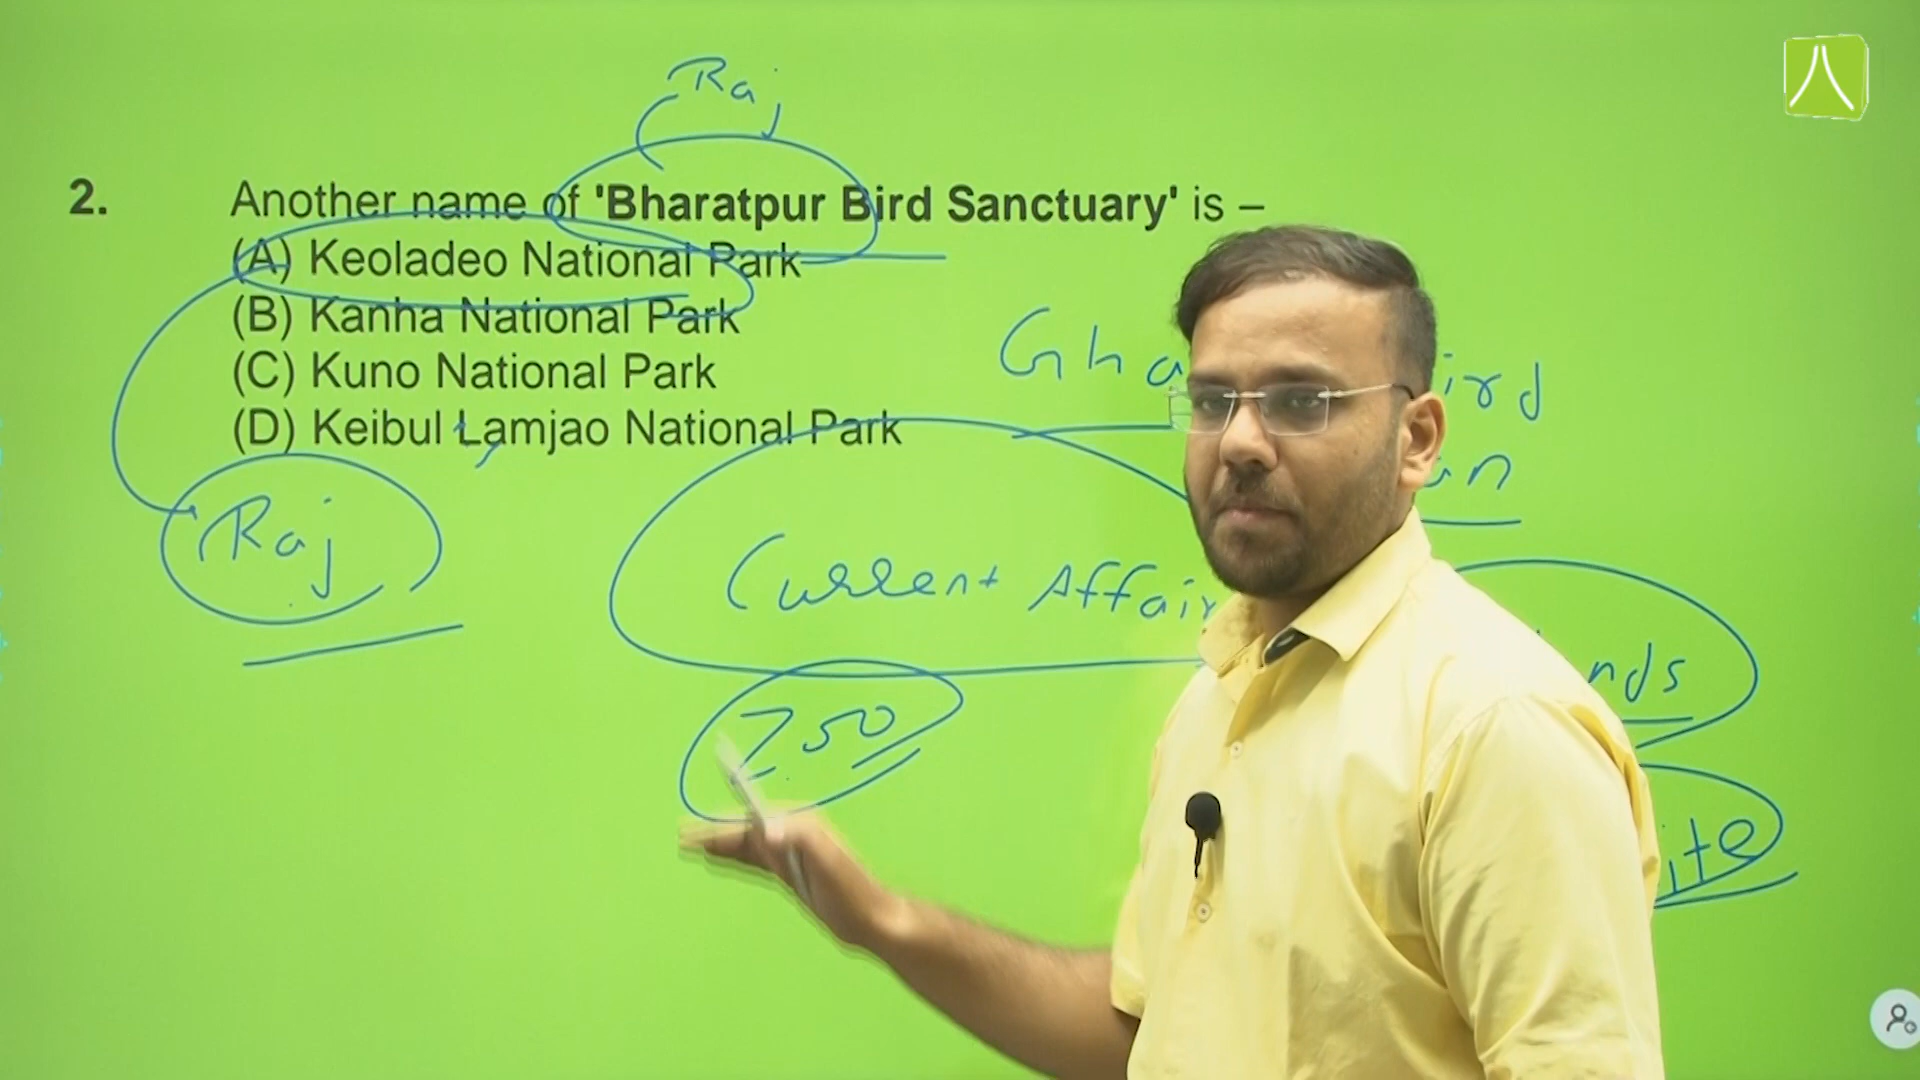 Raj
2. Another name of 'Bharatpur Bird Sanctuary' is –
(A) Keoladeo National Park
(B) Kanha National Park
(C) Kuno National Park
(D) Keibul Lamjao National Park
Raj
Current Affair
250